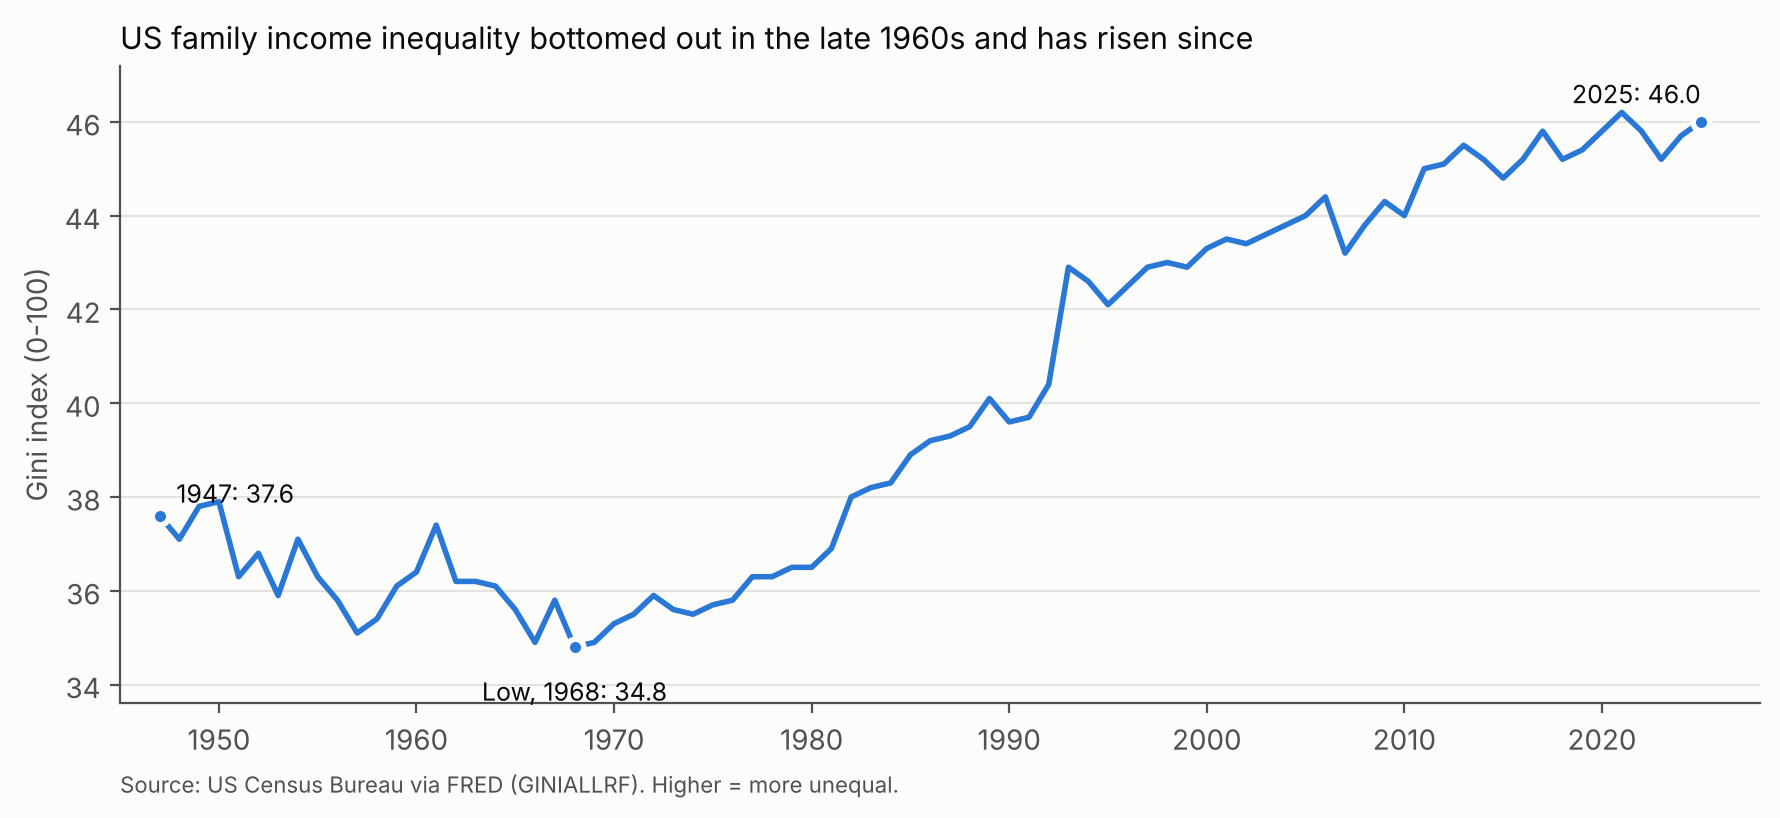 US family income inequality bottomed out in the late 1960s and has risen since
2025: 46.0
46
44
42
40
38
36
34
Gini index (0-100)
1947: 37.6
Low, 1968: 34.8
1950 1960 1970 1980 1990 2000 2010 2020
Source: US Census Bureau via FRED (GINIALLRF). Higher = more unequal.